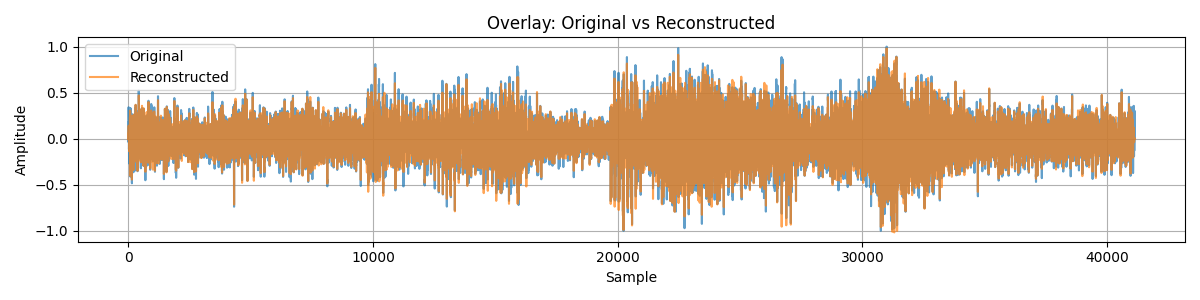 Overlay: Original vs Reconstructed
Original
Reconstructed
Amplitude
1.0
0.5
0.0
−0.5
−1.0
0 10000 20000 30000 40000
Sample